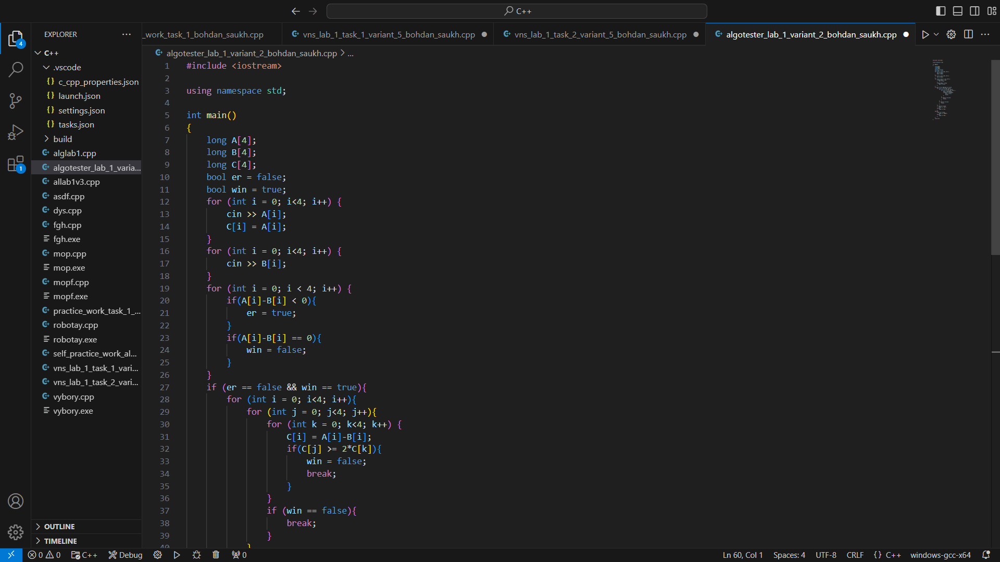 C++
EXPLORER
_work_task_1_bohdan_saukh.cpp
vns_lab_1_task_1_variant_5_bohdan_saukh.cpp
vns_lab_1_task_2_variant_5_bohdan_saukh.cpp
algotester_lab_1_variant_2_bohdan_saukh.cpp
4
1
C++
.vscode
{} c_cpp_properties.json
{} launch.json
{} settings.json
{} tasks.json
build
alglab1.cpp
algotester_lab_1_varia...
allab1v3.cpp
asdf.cpp
dys.cpp
fgh.cpp
fgh.exe
mop.cpp
mop.exe
mopf.cpp
mopf.exe
practice_work_task_1_...
robotay.cpp
robotay.exe
self_practice_work_al...
vns_lab_1_task_1_vari...
vns_lab_1_task_2_vari...
vybory.cpp
vybory.exe
OUTLINE
TIMELINE
algotester_lab_1_variant_2_bohdan_saukh.cpp > ...
1 #include <iostream>
2
3 using namespace std;
4
5 int main()
6 {
7 long A[4];
8 long B[4];
9 long C[4];
10 bool er = false;
11 bool win = true;
12 for (int i = 0; i<4; i++) {
13 cin >> A[i];
14 C[i] = A[i];
15 }
16 for (int i = 0; i<4; i++) {
17 cin >> B[i];
18 }
19 for (int i = 0; i < 4; i++) {
20 if(A[i]-B[i] < 0){
21 er = true;
22 }
23 if(A[i]-B[i] == 0){
24 win = false;
25 }
26 }
27 if (er == false && win == true){
28 for (int i = 0; i<4; i++){
29 for (int j = 0; j<4; j++){
30 for (int k = 0; k<4; k++) {
31 C[i] = A[i]-B[i];
32 if(C[j] >= 2*C[k]){
33 win = false;
34 break;
35 }
36 }
37 if (win == false){
38 break;
39 }
40 }
0 0 C++ Debug 0
Ln 60, Col 1 Spaces: 4 UTF-8 CRLF {} C++ windows-gcc-x64